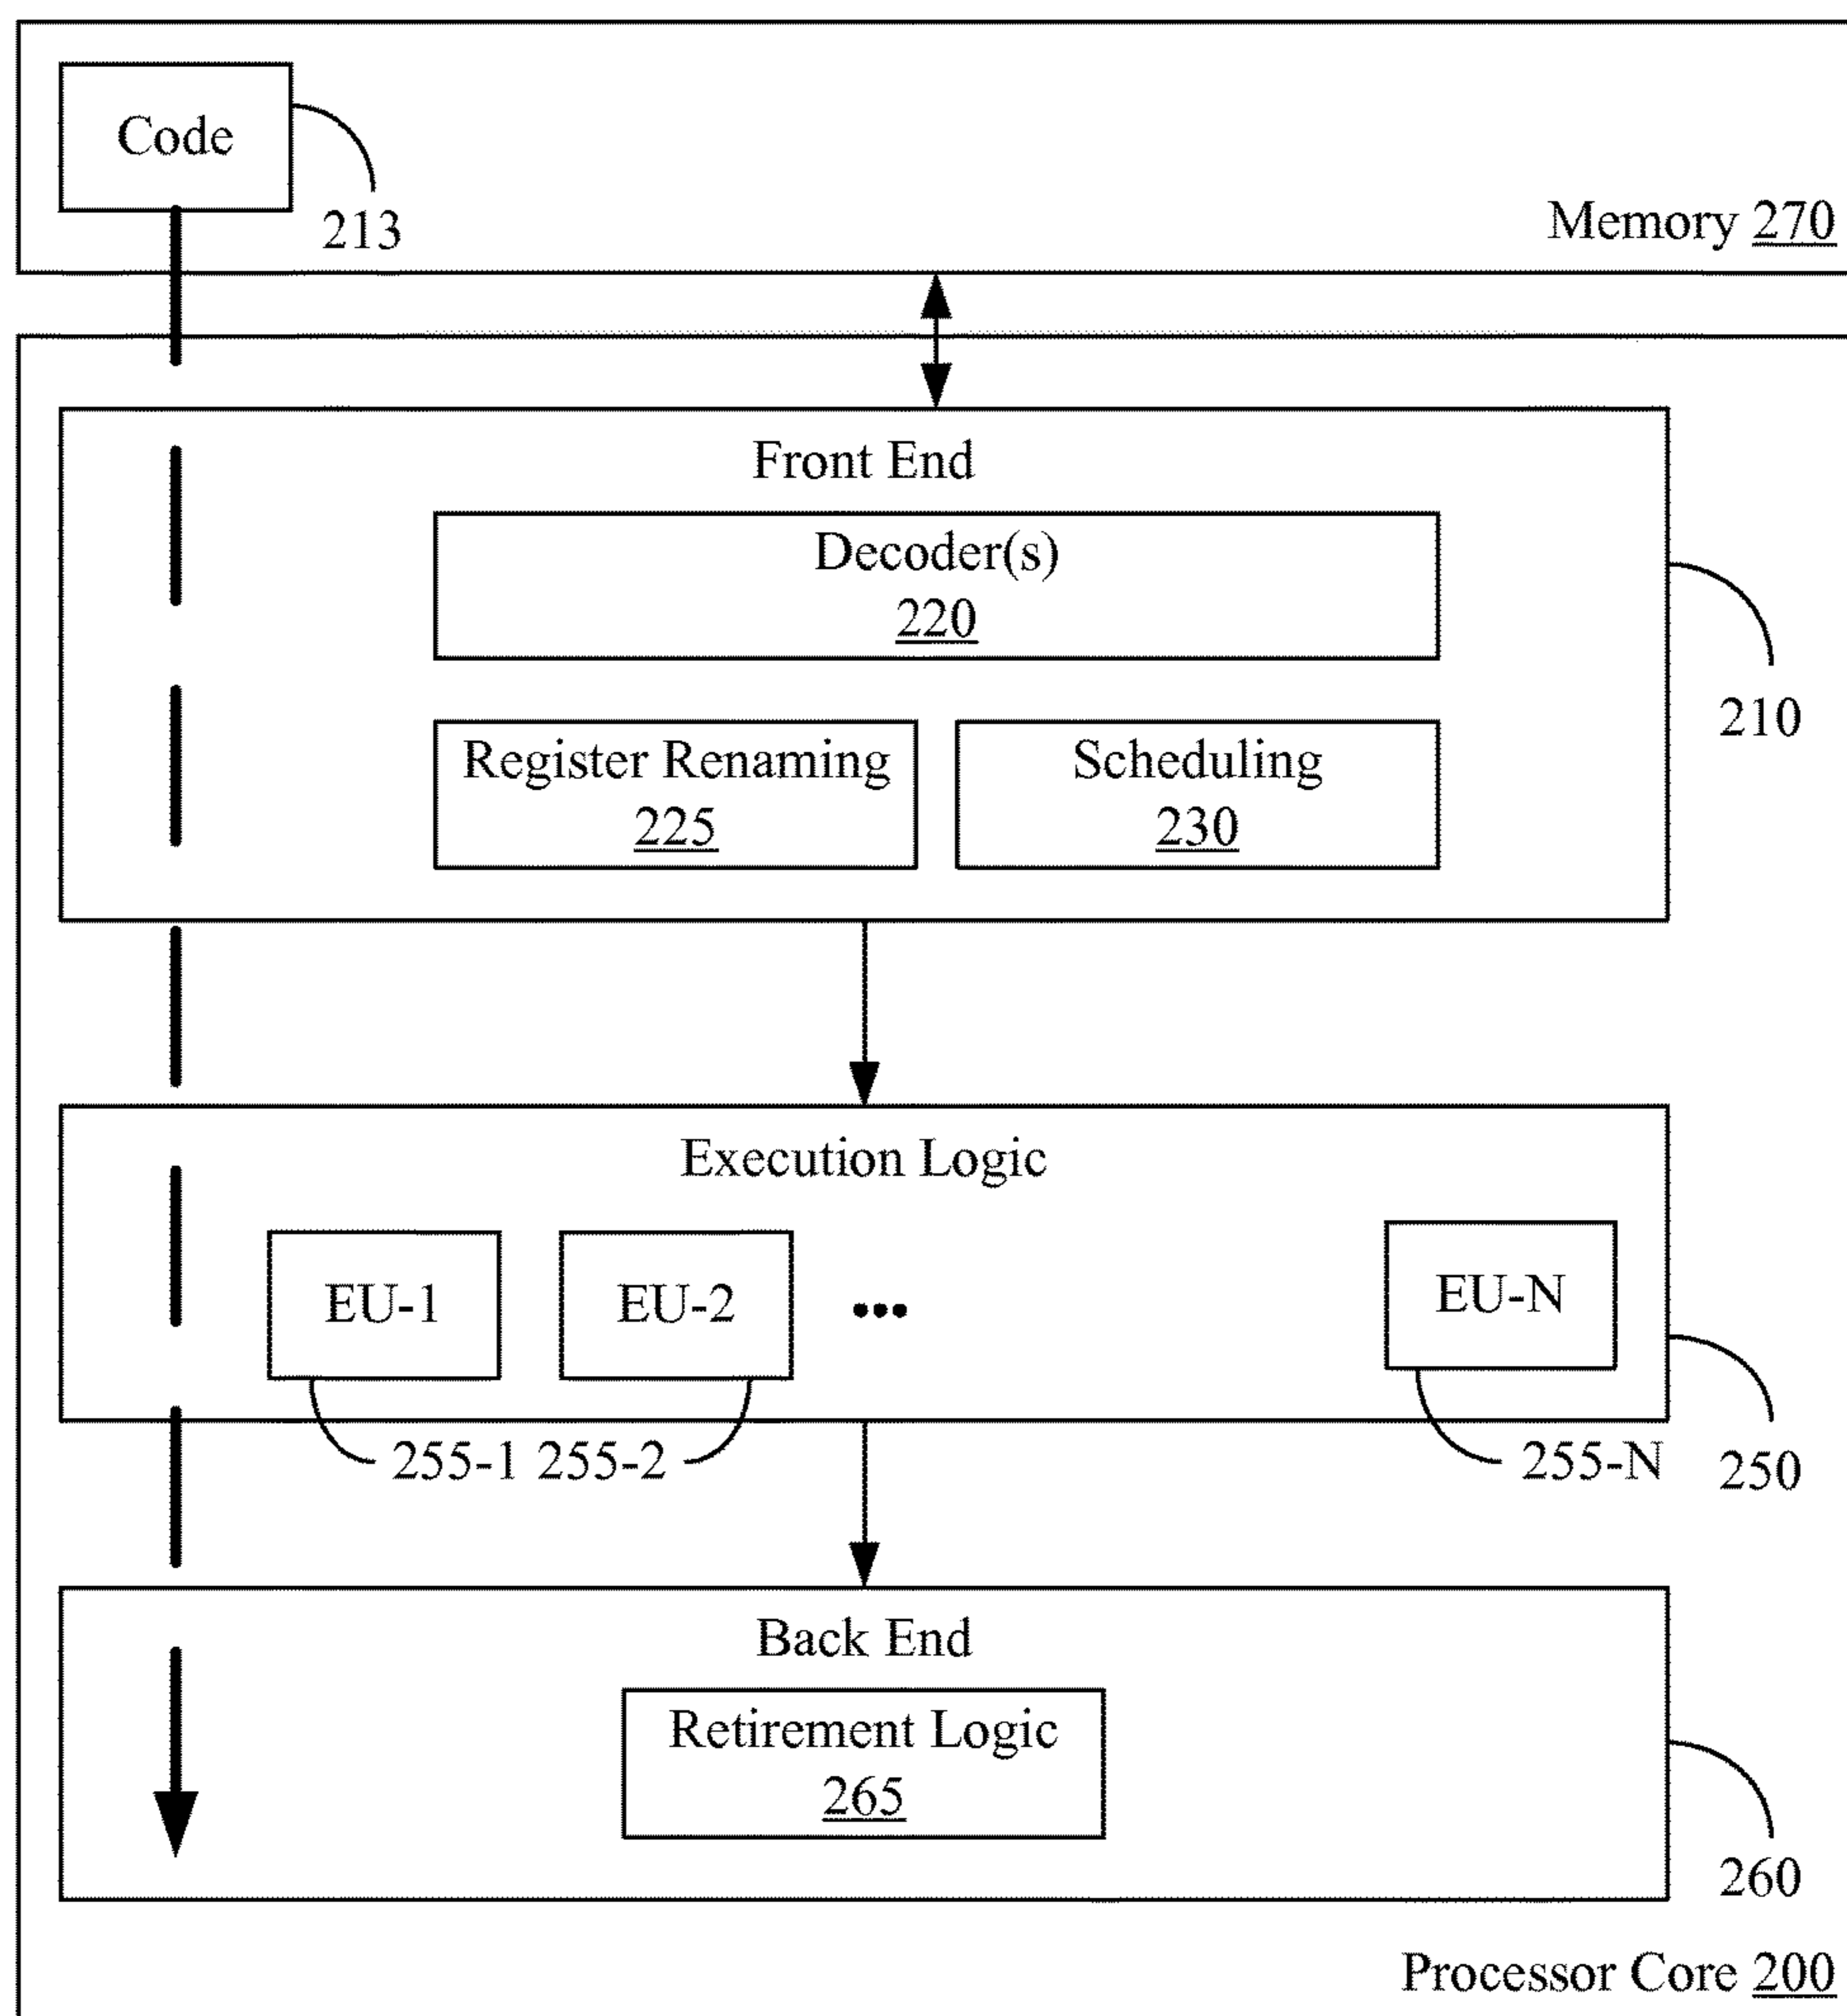 Code
213
Memory 270
Front End
Decoder(s)
220
210
Register Renaming
225
Scheduling
230
Execution Logic
EU-1
EU-2
•••
EU-N
255-1 255-2
255-N
250
Back End
Retirement Logic
265
260
Processor Core 200